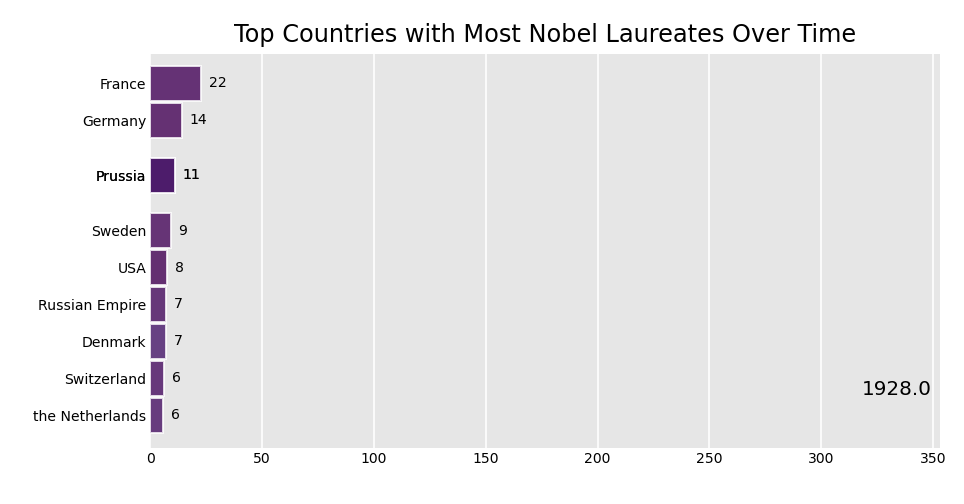 Top Countries with Most Nobel Laureates Over Time
France 22
Germany 14
Prussia 11
Sweden 9
USA 8
Russian Empire 7
Denmark 7
Switzerland 6
1928.0
the Netherlands 6
0 50 100 150 200 250 300 350